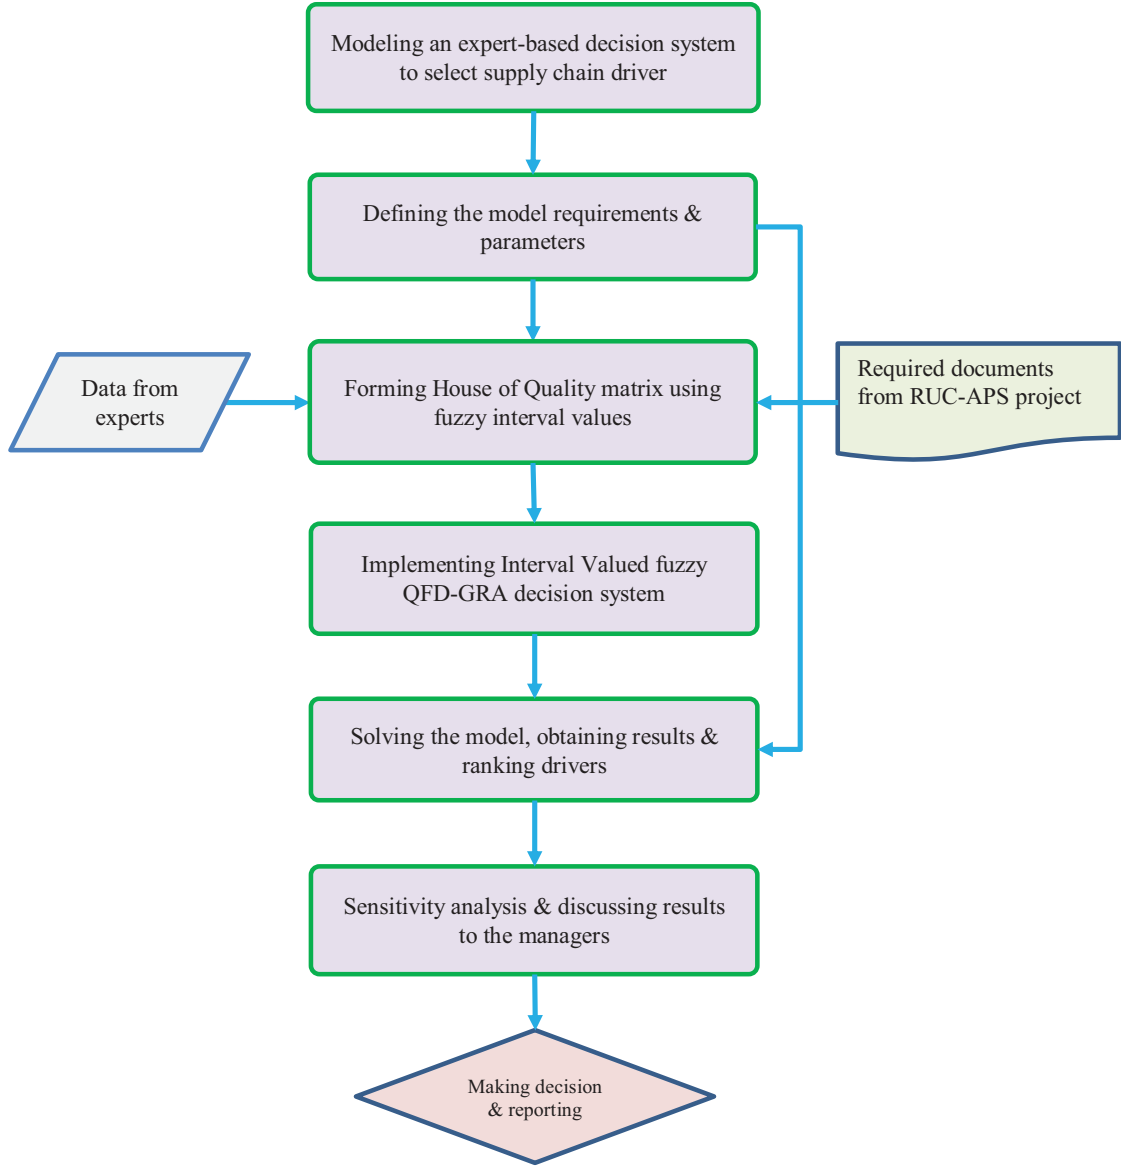 Modeling an expert-based decision system
to select supply chain driver
Defining the model requirements &
parameters
Data from
experts
Forming House of Quality matrix using
fuzzy interval values
Required documents
from RUC-APS project
Implementing Interval Valued fuzzy
QFD-GRA decision system
Solving the model, obtaining results &
ranking drivers
Sensitivity analysis & discussing results
to the managers
Making decision
& reporting